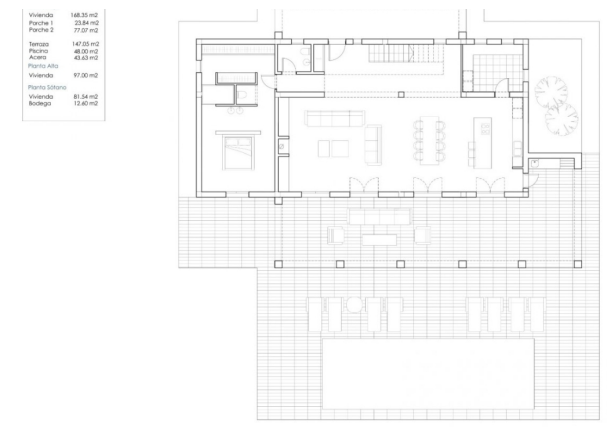 Vivienda 168.35 m2
Porche 1 23.84 m2
Porche 2 77.07 m2
Terraza 147.05 m2
Piscina 48.00 m2
Acera 43.63 m2
Planta Alta
Vivienda 97.00 m2
Planta Sótano
Vivienda 81.54 m2
Bodega 12.60 m2